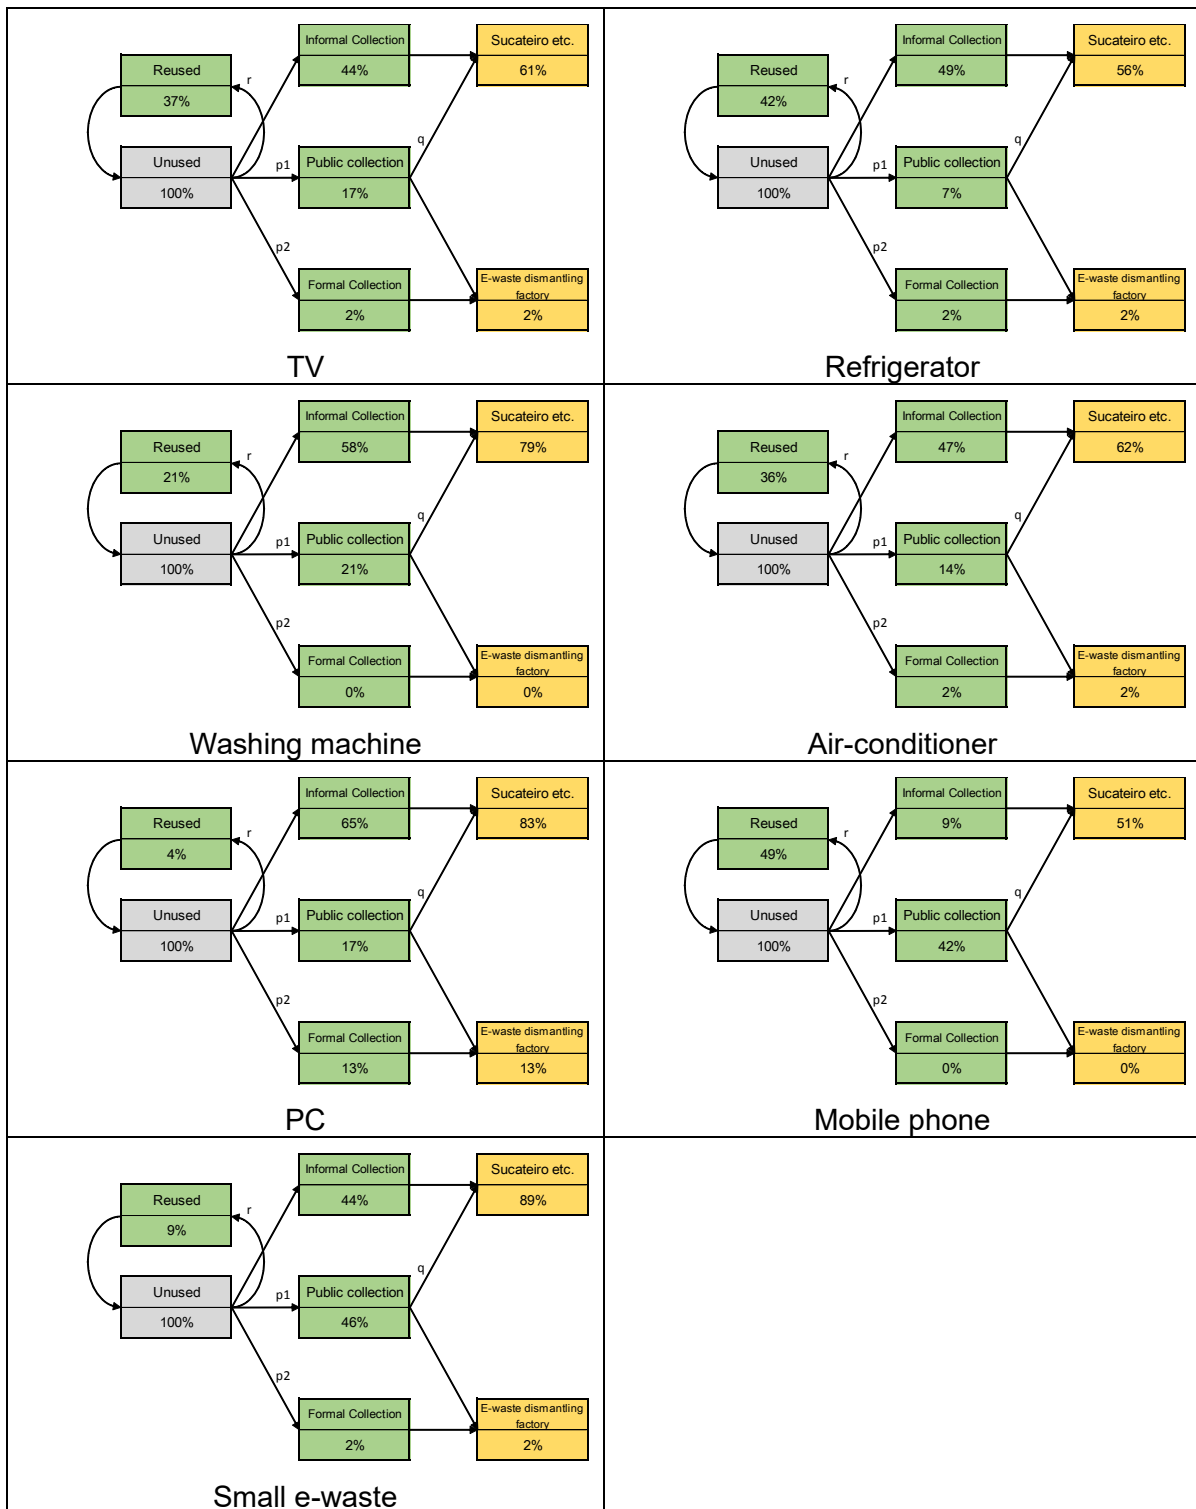 Informal Collection
44%
Sucateiro etc.
61%
Reused
37%
r
q
Unused
100%
p1
Public collection
17%
p2
Formal Collection
2%
E-waste dismantling
factory
2%
TV
Informal Collection
49%
Sucateiro etc.
56%
Reused
42%
r
q
Unused
100%
p1
Public collection
7%
p2
Formal Collection
2%
E-waste dismantling
factory
2%
Refrigerator
Informal Collection
58%
Sucateiro etc.
79%
Reused
21%
r
q
Unused
100%
p1
Public collection
21%
p2
Formal Collection
0%
E-waste dismantling
factory
0%
Washing machine
Informal Collection
47%
Sucateiro etc.
62%
Reused
36%
r
q
Unused
100%
p1
Public collection
14%
p2
Formal Collection
2%
E-waste dismantling
factory
2%
Air-conditioner
Informal Collection
65%
Sucateiro etc.
83%
Reused
4%
r
q
Unused
100%
p1
Public collection
17%
p2
Formal Collection
13%
E-waste dismantling
factory
13%
PC
Informal Collection
9%
Sucateiro etc.
51%
Reused
49%
r
q
Unused
100%
p1
Public collection
42%
p2
Formal Collection
0%
E-waste dismantling
factory
0%
Mobile phone
Informal Collection
44%
Sucateiro etc.
89%
Reused
9%
r
q
Unused
100%
p1
Public collection
46%
p2
Formal Collection
2%
E-waste dismantling
factory
2%
Small e-waste